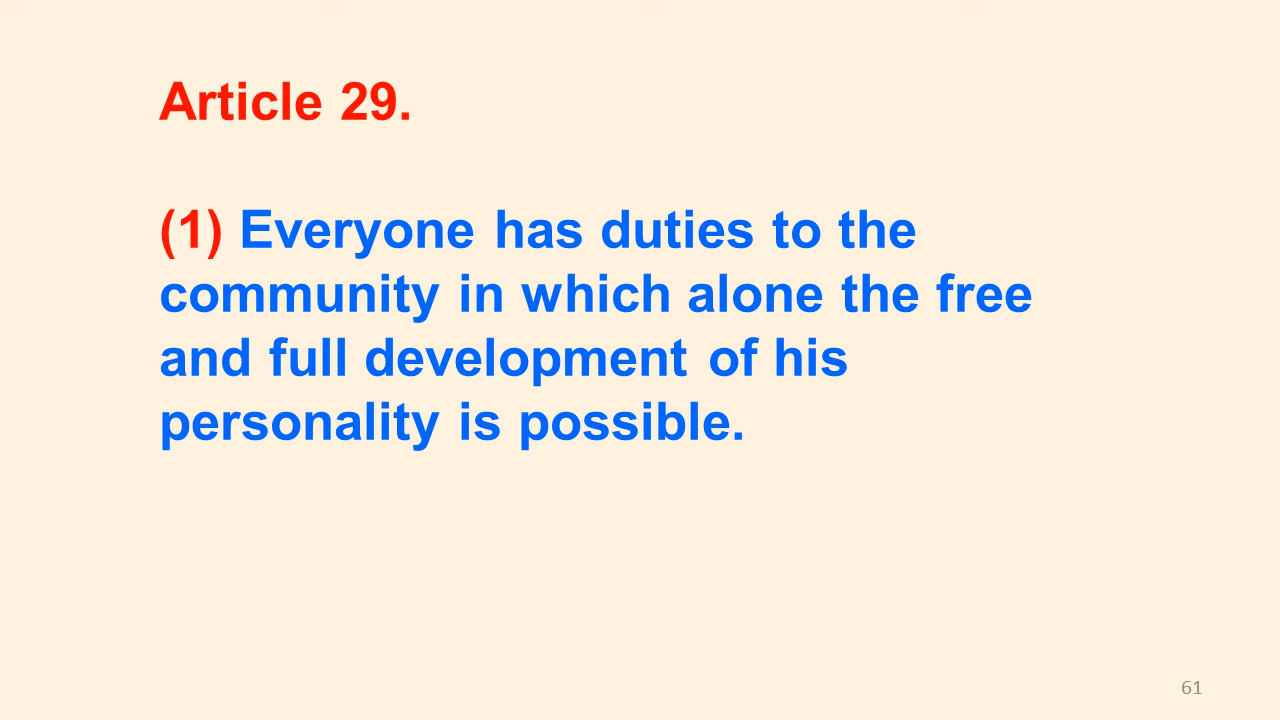 Article 29.
(1) Everyone has duties to the
community in which alone the free
and full development of his
personality is possible.
61